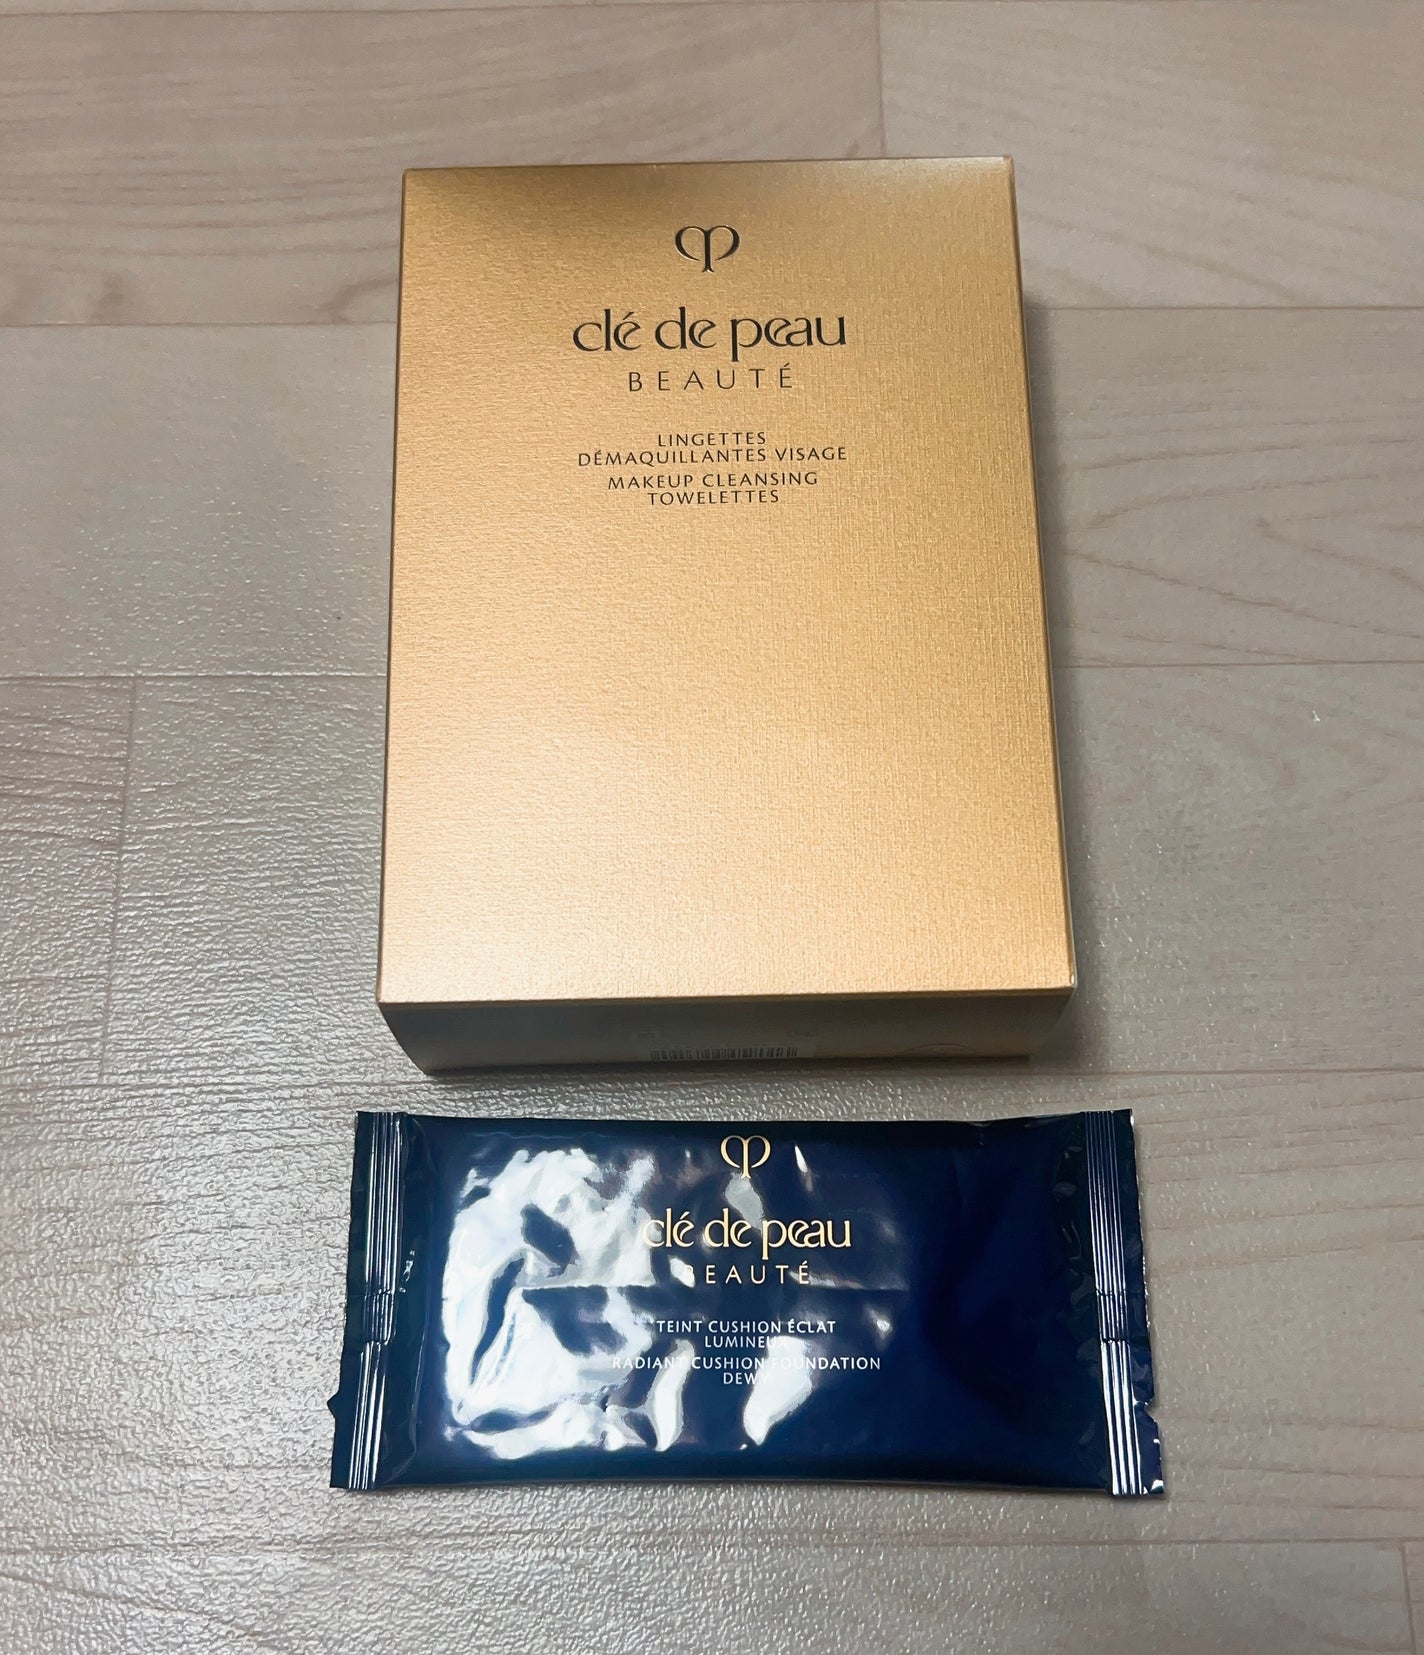 clé de peau
BEAUTÉ
LINGETTES
DÉMAQUILLANTES VISAGE
MAKEUP CLEANSING
TOWELETTES
clé de peau
BEAUTÉ
TEINT CUSHION ÉCLAT
LUMINEUX
RADIANT CUSHION FOUNDATION
DEWY